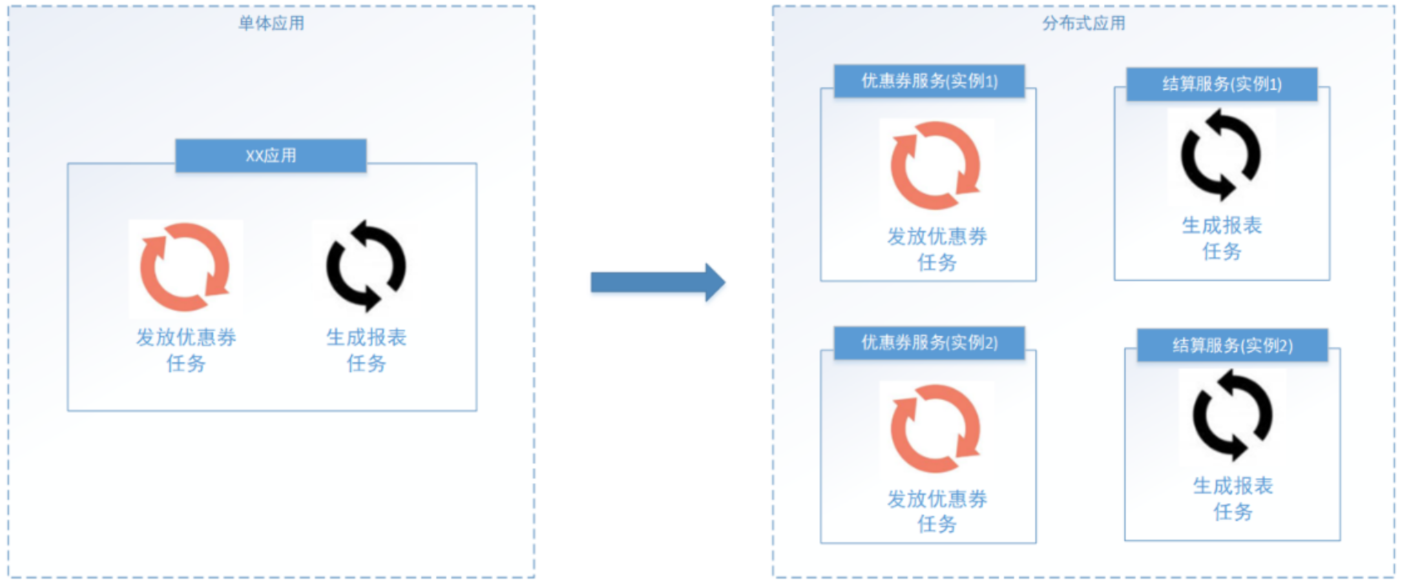 单体应用
XX应用
发放优惠券
任务
生成报表
任务
分布式应用
优惠券服务(实例1)
发放优惠券
任务
结算服务(实例1)
生成报表
任务
优惠券服务(实例2)
发放优惠券
任务
结算服务(实例2)
生成报表
任务